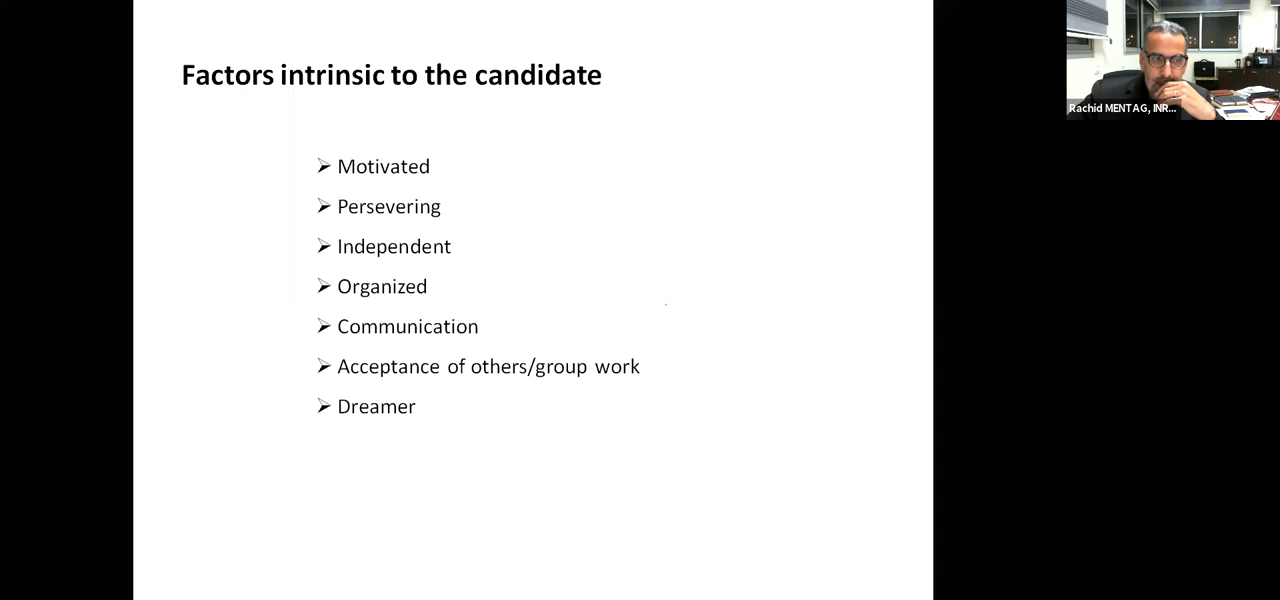 Factors intrinsic to the candidate
Motivated
Persevering
Independent
Organized
Communication
Acceptance of others/group work
Dreamer
Rachid MENTAG, INR...